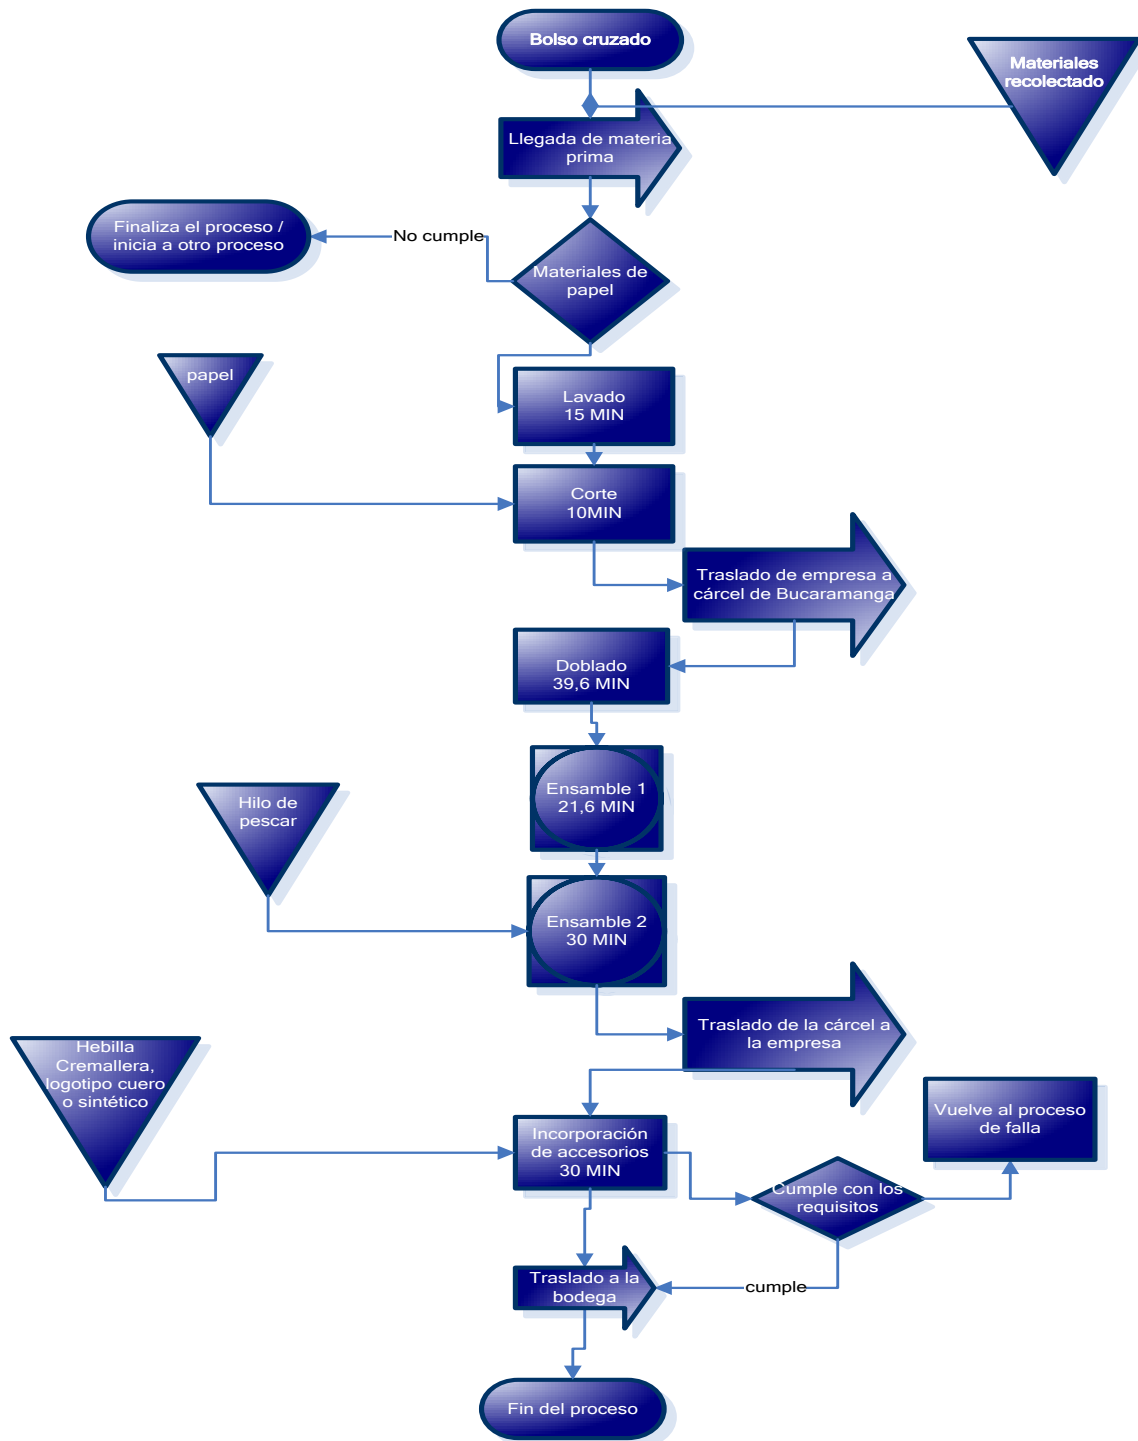 Bolso cruzado
Materiales
recolectado
Llegada de materia
prima
Finaliza el proceso /
inicia a otro proceso
No cumple
Materiales de
papel
papel
Lavado
15 MIN
Corte
10MIN
Traslado de empresa a
cárcel de Bucaramanga
Doblado
39,6 MIN
Ensamble 1
21,6 MIN
Hilo de
pescar
Ensamble 2
30 MIN
Traslado de la cárcel a
la empresa
Hebilla
Cremallera,
logotipo cuero
o sintético
Vuelve al proceso
de falla
Incorporación
de accesorios
30 MIN
Cumple con los
requisitos
Traslado a la
bodega
cumple
Fin del proceso